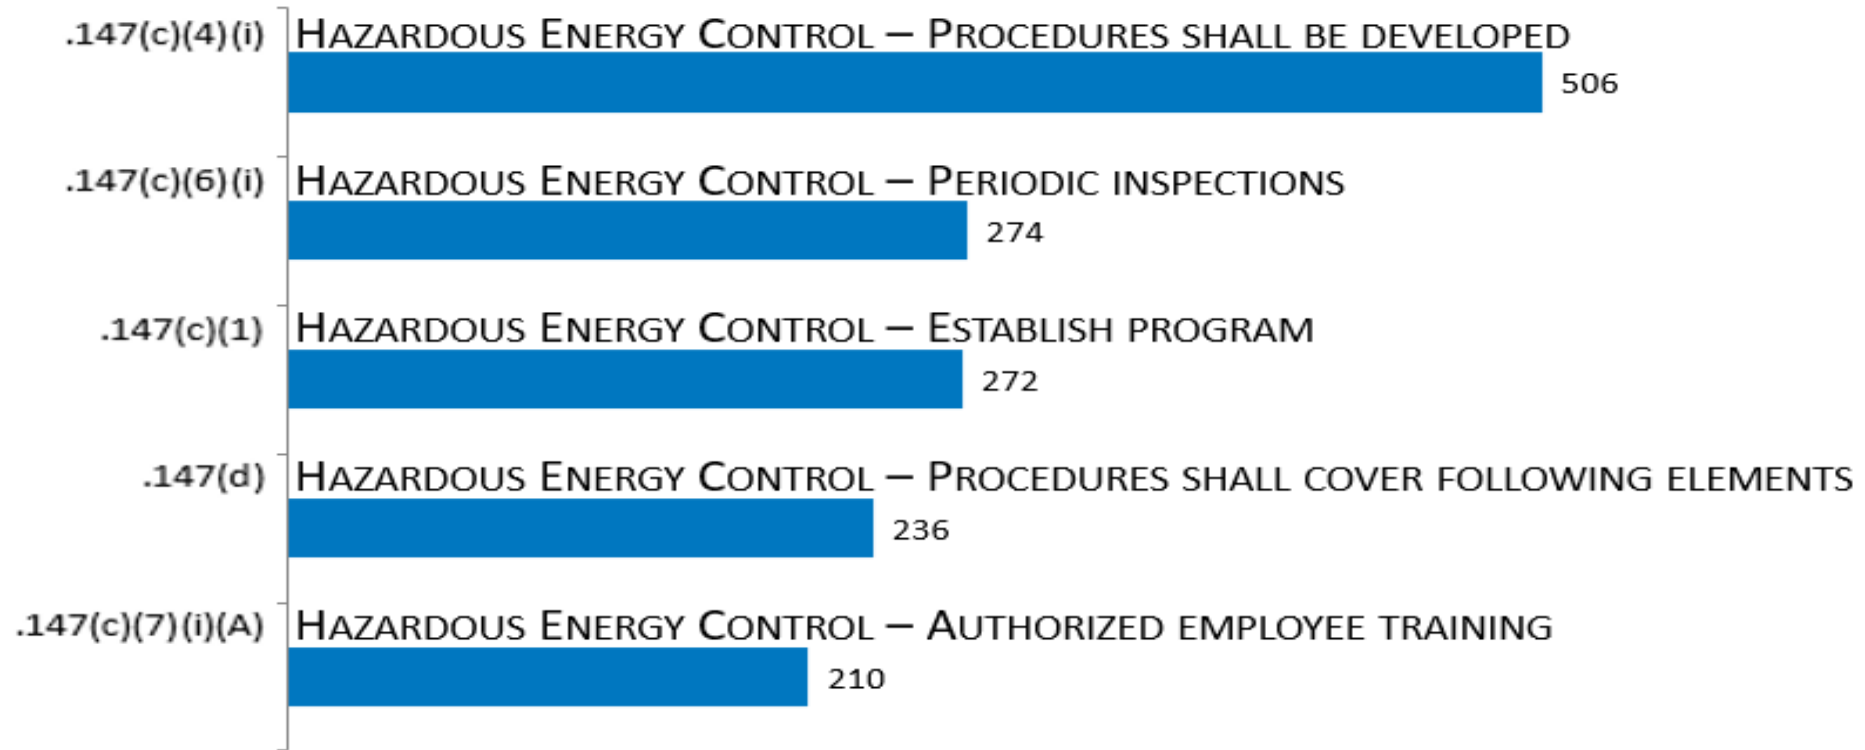 .147(c)(4)(i) HAZARDOUS ENERGY CONTROL – PROCEDURES SHALL BE DEVELOPED
506
.147(c)(6)(i) HAZARDOUS ENERGY CONTROL – PERIODIC INSPECTIONS
274
.147(c)(1) HAZARDOUS ENERGY CONTROL – ESTABLISH PROGRAM
272
.147(d) HAZARDOUS ENERGY CONTROL – PROCEDURES SHALL COVER FOLLOWING ELEMENTS
236
.147(c)(7)(i)(A) HAZARDOUS ENERGY CONTROL – AUTHORIZED EMPLOYEE TRAINING
210